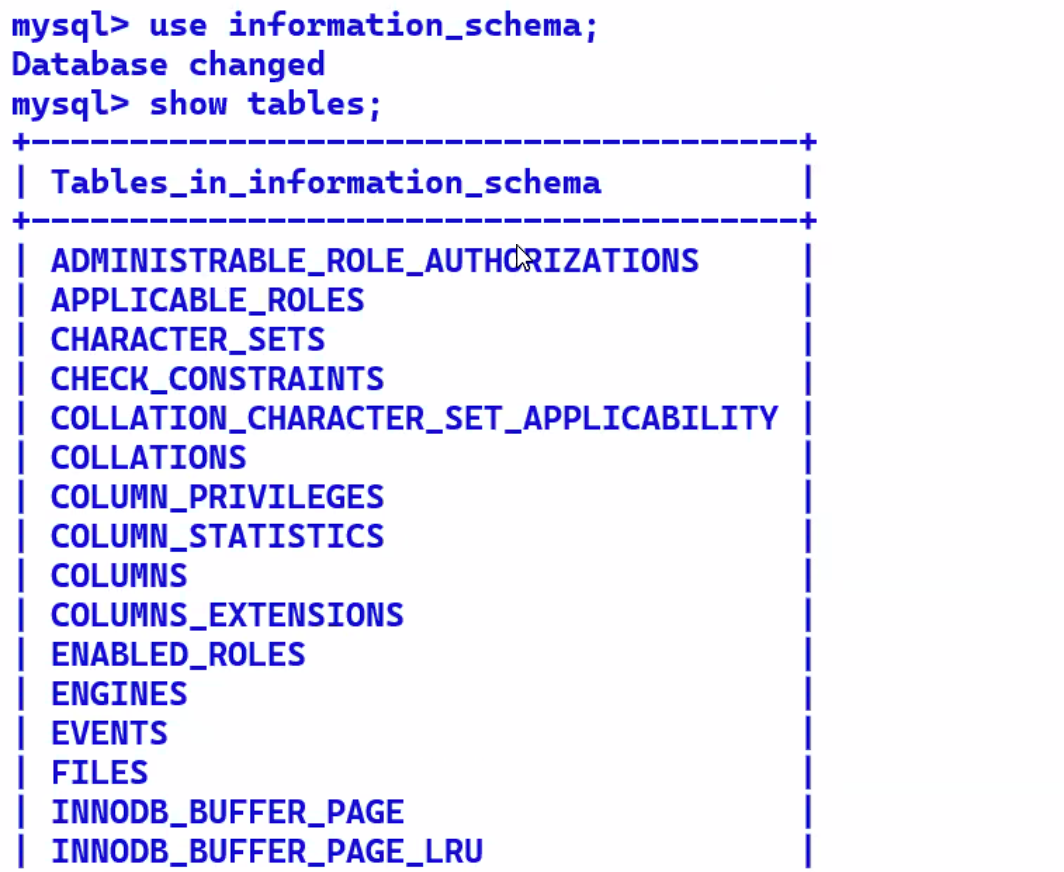 mysql> use information_schema;
Database changed
mysql> show tables;
+---------------------------------------+
| Tables_in_information_schema          |
+---------------------------------------+
| ADMINISTRABLE_ROLE_AUTHORIZATIONS     |
| APPLICABLE_ROLES                      |
| CHARACTER_SETS                        |
| CHECK_CONSTRAINTS                     |
| COLLATION_CHARACTER_SET_APPLICABILITY |
| COLLATIONS                            |
| COLUMN_PRIVILEGES                     |
| COLUMN_STATISTICS                     |
| COLUMNS                               |
| COLUMNS_EXTENSIONS                    |
| ENABLED_ROLES                         |
| ENGINES                               |
| EVENTS                                |
| FILES                                 |
| INNODB_BUFFER_PAGE                    |
| INNODB_BUFFER_PAGE_LRU                |